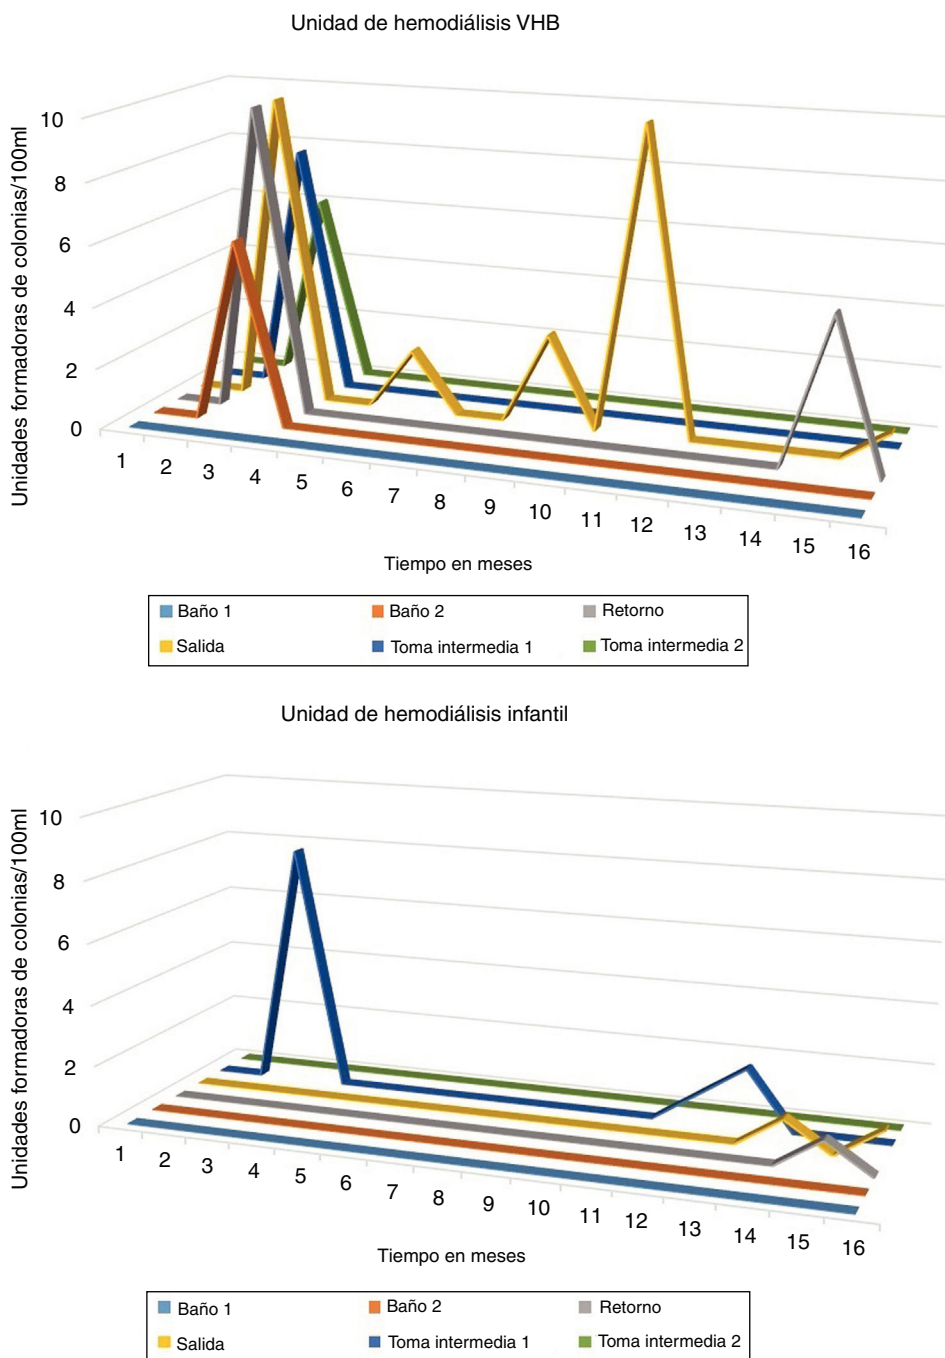 Unidad de hemodiálisis VHB
Unidades formadoras de colonias/100ml
10
8
6
4
2
0
1 2 3 4 5 6 7 8 9 10 11 12 13 14 15 16
Tiempo en meses
Baño 1 Baño 2 Retorno
Salida Toma intermedia 1 Toma intermedia 2
Unidad de hemodiálisis infantil
Unidades formadoras de colonias/100ml
10
8
6
4
2
0
1 2 3 4 5 6 7 8 9 10 11 12 13 14 15 16
Tiempo en meses
Baño 1 Baño 2 Retorno
Salida Toma intermedia 1 Toma intermedia 2